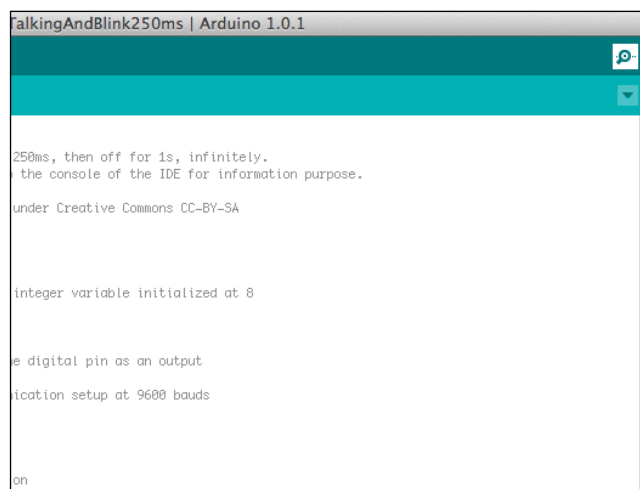 TalkingAndBlink250ms | Arduino 1.0.1
250ms, then off for 1s, infinitely.
the console of the IDE for information purpose.
under Creative Commons CC-BY-SA
integer variable initialized at 8
e digital pin as an output
ication setup at 9600 bauds
on